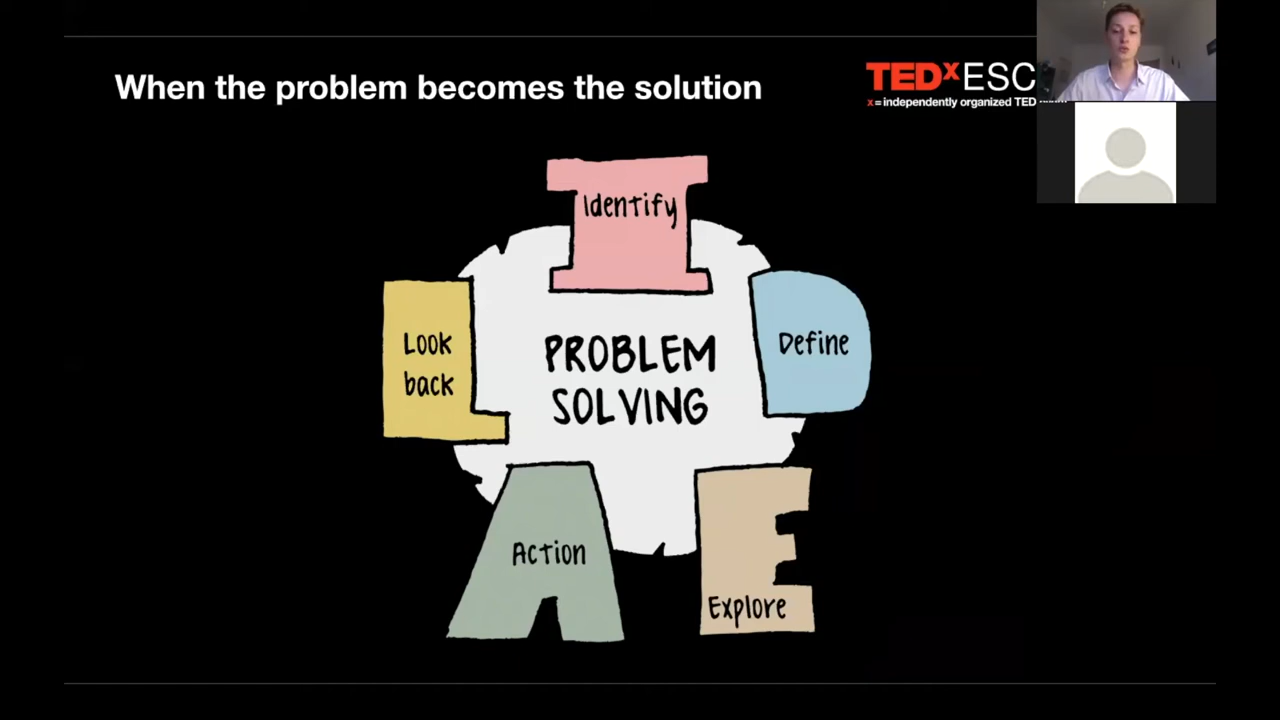 When the problem becomes the solution
TEDxESC
x = independently organized TED
Identify
Define
PROBLEM
SOLVING
Look
back
Action
Explore